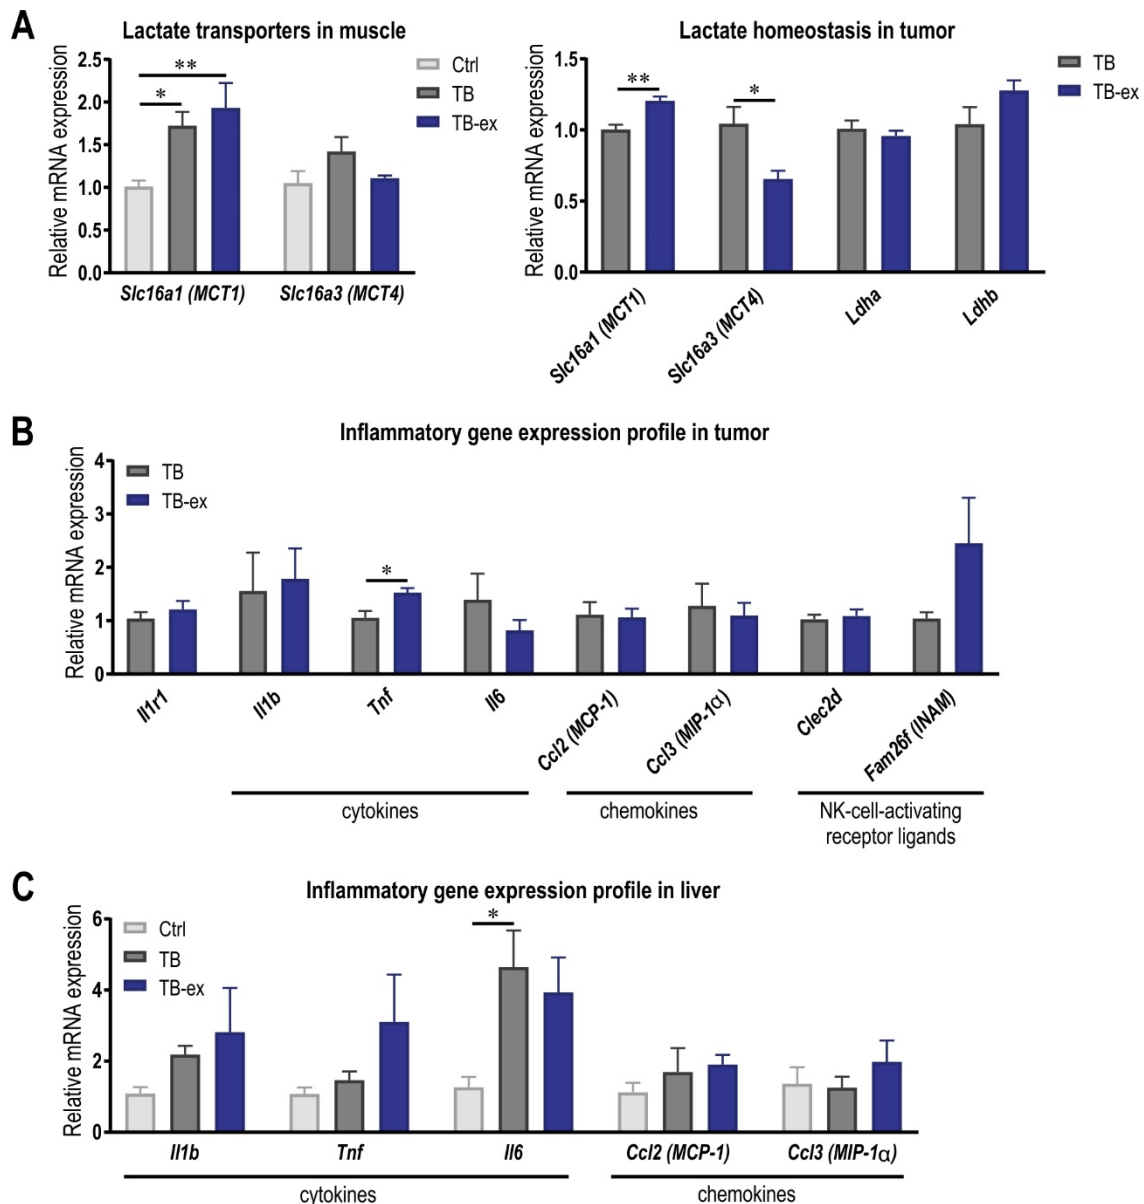 A
Lactate transporters in muscle
Relative mRNA expression
2.5
2.0
1.5
1.0
0.5
0.0
*
**
Ctrl
TB
TB-ex
Slc16a1 (MCT1)
Slc16a3 (MCT4)
Lactate homeostasis in tumor
Relative mRNA expression
1.5
1.0
0.5
0.0
**
*
TB
TB-ex
Slc16a1 (MCT1)
Slc16a3 (MCT4)
Ldha
Ldhb
B
Inflammatory gene expression profile in tumor
Relative mRNA expression
4
3
2
1
0
TB
TB-ex
*
Il1r1
Il1b
Tnf
Il6
Ccl2 (MCP-1)
Ccl3 (MIP-1α)
Clec2d
Fam26f (INAM)
cytokines
chemokines
NK-cell-activating
receptor ligands
C
Inflammatory gene expression profile in liver
Relative mRNA expression
6
4
2
0
Ctrl
TB
TB-ex
*
Il1b
Tnf
Il6
Ccl2 (MCP-1)
Ccl3 (MIP-1α)
cytokines
chemokines